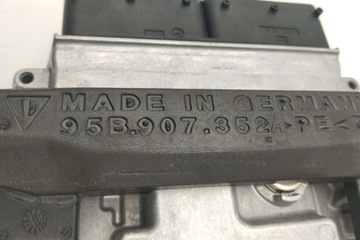 MADE IN GERMAN
95B.907.352A >PE<